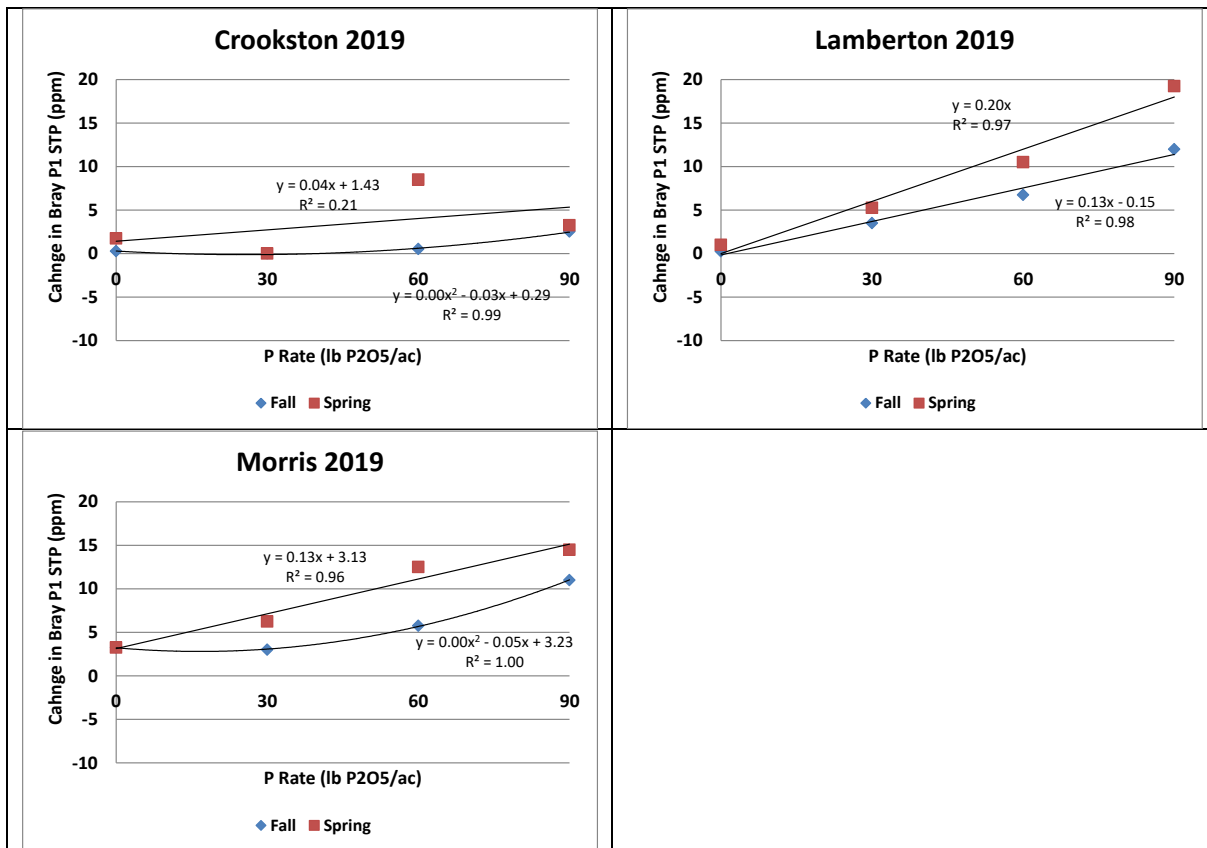 Crookston 2019
Cahnge in Bray P1 STP (ppm)
20
15
10
5
0
-5
-10
0 30 60 90
y = 0.04x + 1.43
R² = 0.21
y = 0.00x² - 0.03x + 0.29
R² = 0.99
P Rate (lb P2O5/ac)
Fall Spring
Lamberton 2019
Cahnge in Bray P1 STP (ppm)
20
15
10
5
0
-5
-10
0 30 60 90
y = 0.20x
R² = 0.97
y = 0.13x - 0.15
R² = 0.98
P Rate (lb P2O5/ac)
Fall Spring
Morris 2019
Cahnge in Bray P1 STP (ppm)
20
15
10
5
0
-5
-10
0 30 60 90
y = 0.13x + 3.13
R² = 0.96
y = 0.00x² - 0.05x + 3.23
R² = 1.00
P Rate (lb P2O5/ac)
Fall Spring